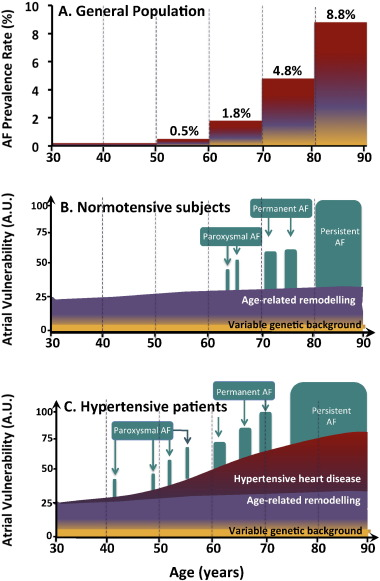 A. General Population
AF Prevalence Rate (%)
10
8
6
4
2
0
0.5%
1.8%
4.8%
8.8%
30 40 50 60 70 80 90
B. Normotensive subjects
Atrial Vulnerability (A.U.)
100
75
50
25
0
Paroxysmal AF
Permanent AF
Persistent
AF
Age-related remodelling
Variable genetic background
30 40 50 60 70 80 90
C. Hypertensive patients
Atrial Vulnerability (A.U.)
100
75
50
25
0
Paroxysmal AF
Permanent AF
Persistent
AF
Hypertensive heart disease
Age-related remodelling
Variable genetic background
30 40 50 60 70 80 90
Age (years)